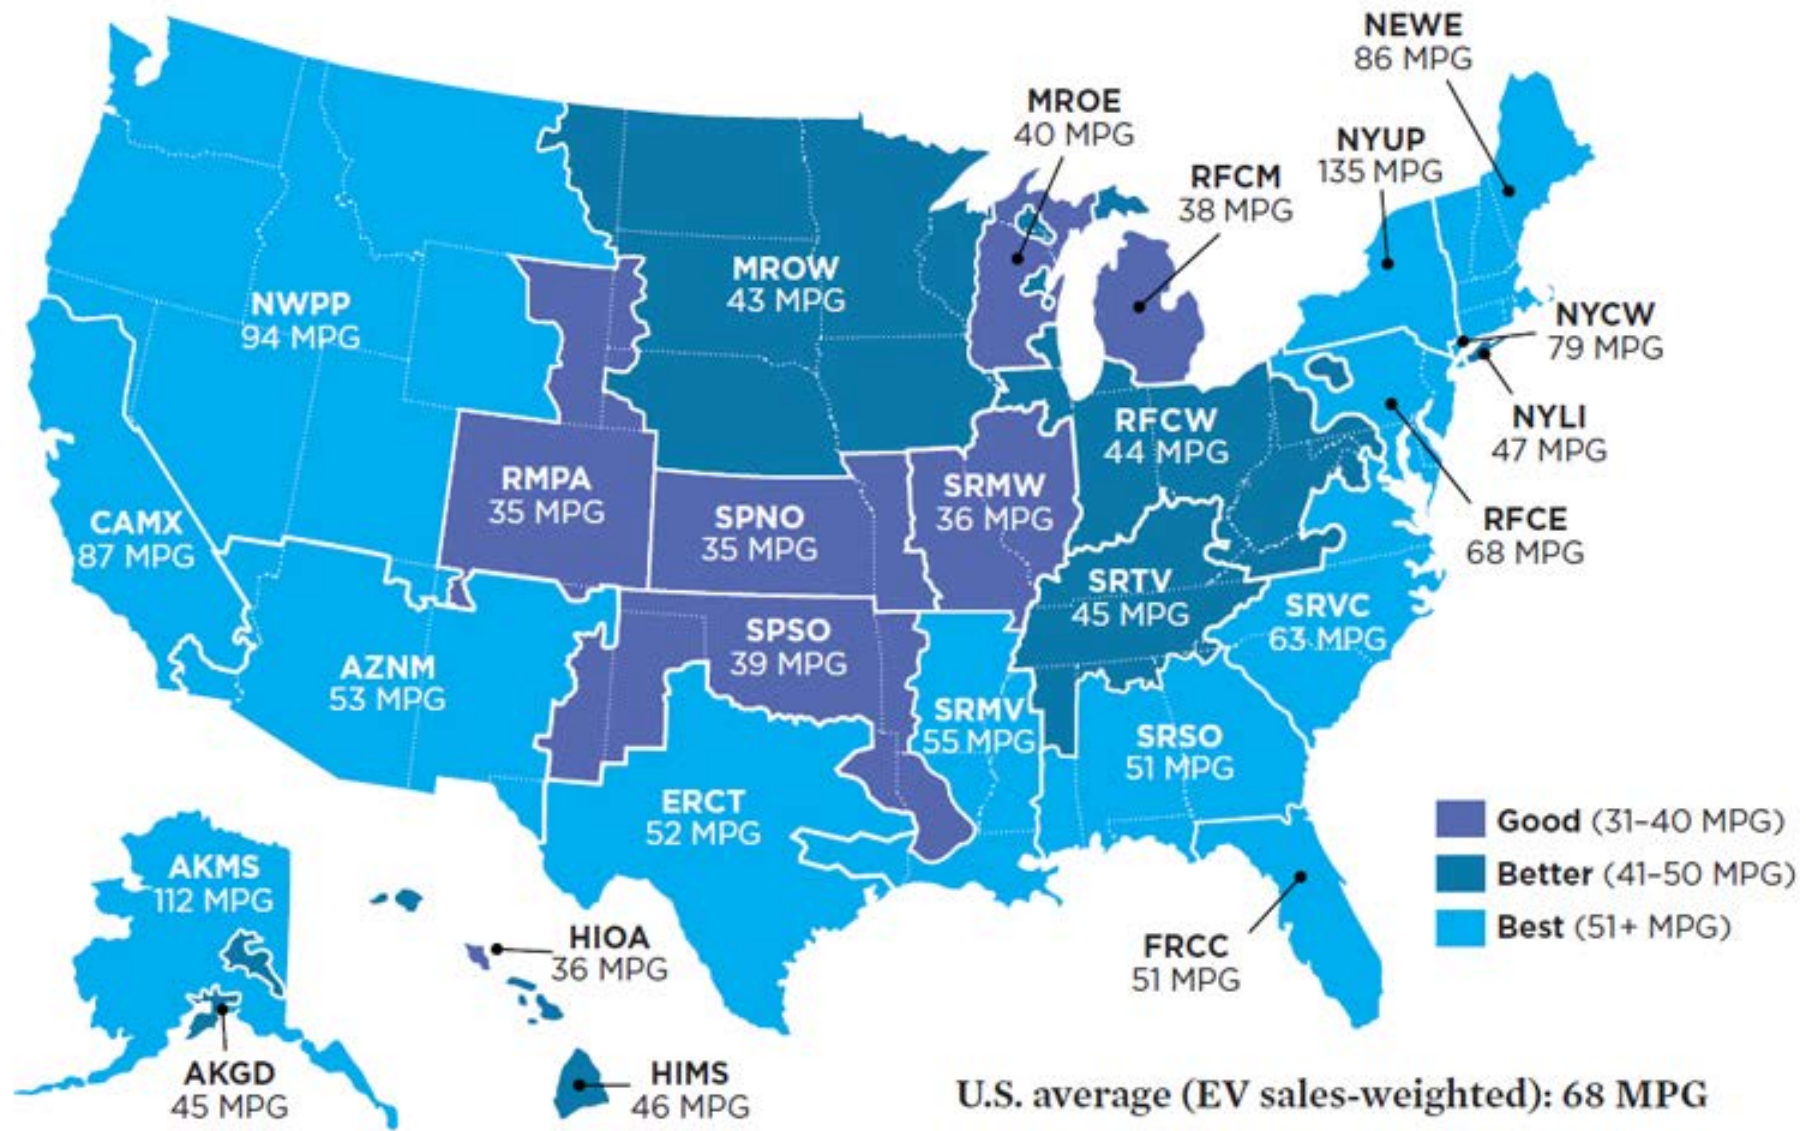 NEWE
86 MPG
MROE
40 MPG
NYUP
135 MPG
RFCM
38 MPG
MROW
43 MPG
NWPP
94 MPG
NYCW
79 MPG
NYLI
47 MPG
RFCW
44 MPG
RMPA
35 MPG
SRMW
36 MPG
SPNO
35 MPG
CAMX
87 MPG
RFCE
68 MPG
SRTV
45 MPG
SRVC
63 MPG
SPSO
39 MPG
AZNM
53 MPG
SRMV
55 MPG
SRSO
51 MPG
ERCT
52 MPG
Good (31–40 MPG)
Better (41–50 MPG)
Best (51+ MPG)
AKMS
112 MPG
HIOA
36 MPG
FRCC
51 MPG
AKGD
45 MPG
HIMS
46 MPG
U.S. average (EV sales-weighted): 68 MPG